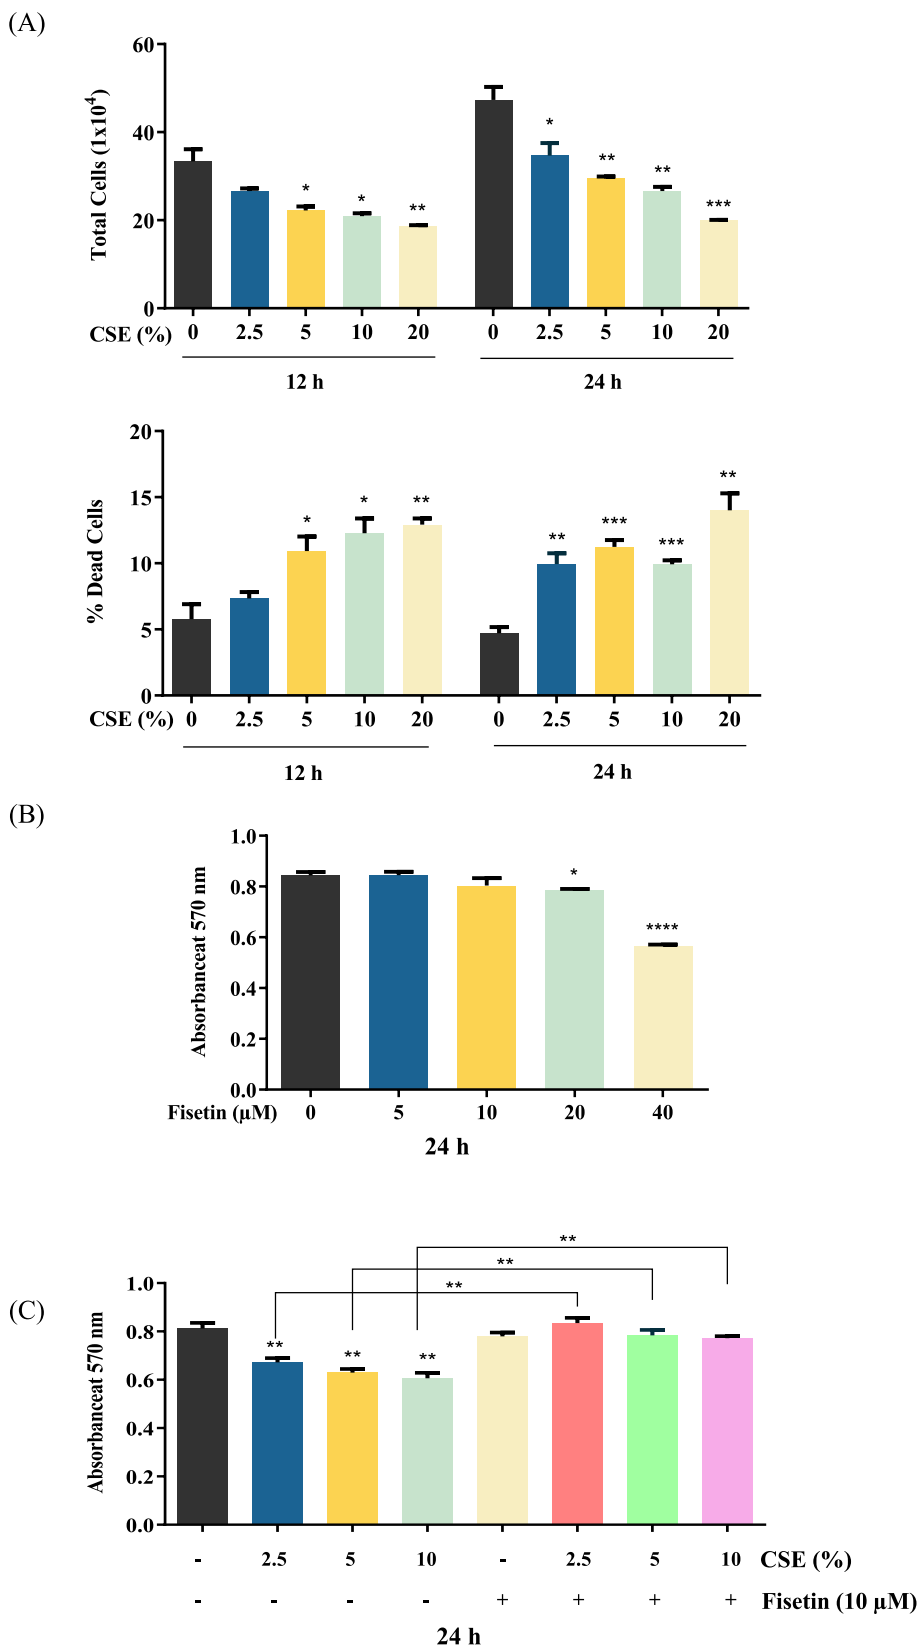 (A)
60
40
20
0
Total Cells (1x10⁴)
* * ** * ** ** ***
CSE (%) 0 2.5 5 10 20 0 2.5 5 10 20
12 h 24 h
20
15
10
5
0
% Dead Cells
* * ** ** *** *** **
CSE (%) 0 2.5 5 10 20 0 2.5 5 10 20
12 h 24 h
(B)
1.0
0.8
0.6
0.4
0.2
0.0
Absorbanceat 570 nm
* ****
Fisetin (µM) 0 5 10 20 40
24 h
(C)
** ** **
1.0
0.8
0.6
0.4
0.2
0.0
Absorbanceat 570 nm
** ** **
- 2.5 5 10 - 2.5 5 10 CSE (%)
- - - - + + + + Fisetin (10 µM)
24 h